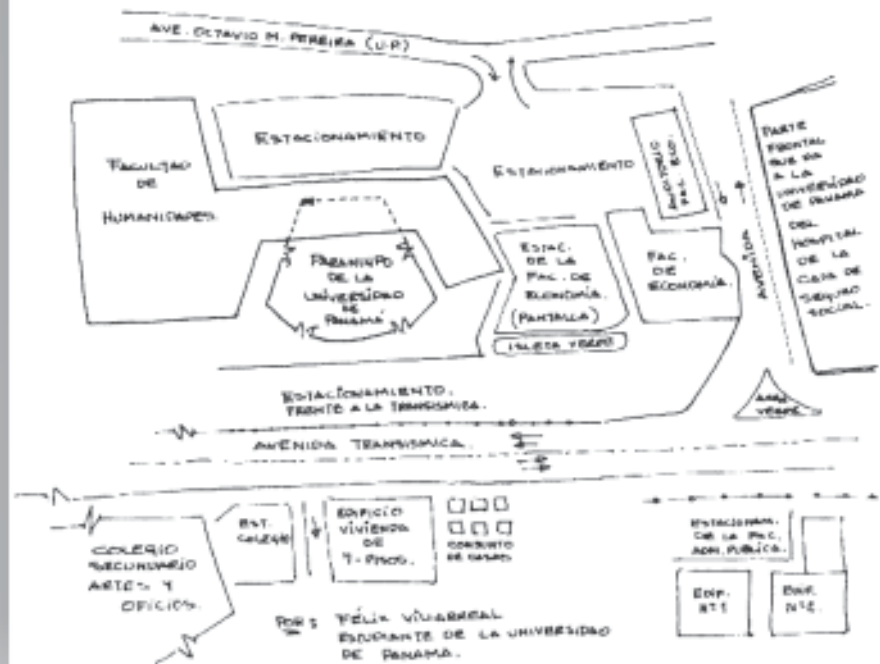 AVE. OCTAVIO M. PEREIRA (U.P.)
ESTACIONAMIENTO
FACULTAD
DE
HUMANIDADES.
ESTACIONAMIENTO
AUDITORIO
FAC. ECO.
PARTE
FRONTAL
QUE DA
A LA
UNIVERSIDAD
DE PANAMA
DEL
HOSPITAL
DE LA
CAJA DE
SEGURO
SOCIAL.
AVENIDA
PARANINFO
DE LA
UNIVERSIDAD
DE
PANAMÁ
ESTAC.
DE LA
FAC. DE
ECONOMÍA.
(PANTALLA)
FAC.
DE
ECONOMÍA.
ISLETA VERDE
ESTACIONAMIENTO.
FRENTE A LA TRANSISMICA.
AREA
VERDE
AVENIDA TRANSISMICA.
COLEGIO
SECUNDARIO
ARTES Y
OFICIOS.
EST.
COLEGIO
EDIFICIO
VIVIENDA
DE
7-PISOS.
CONJUNTO
DE CASAS
ESTACIONAM.
DE LA FAC.
ADM. PUBLICA.
EDIF.
Nº1
EDIF.
Nº2.
POR: FÉLIX VILLARREAL
ESTUDIANTE DE LA UNIVERSIDAD
DE PANAMA.